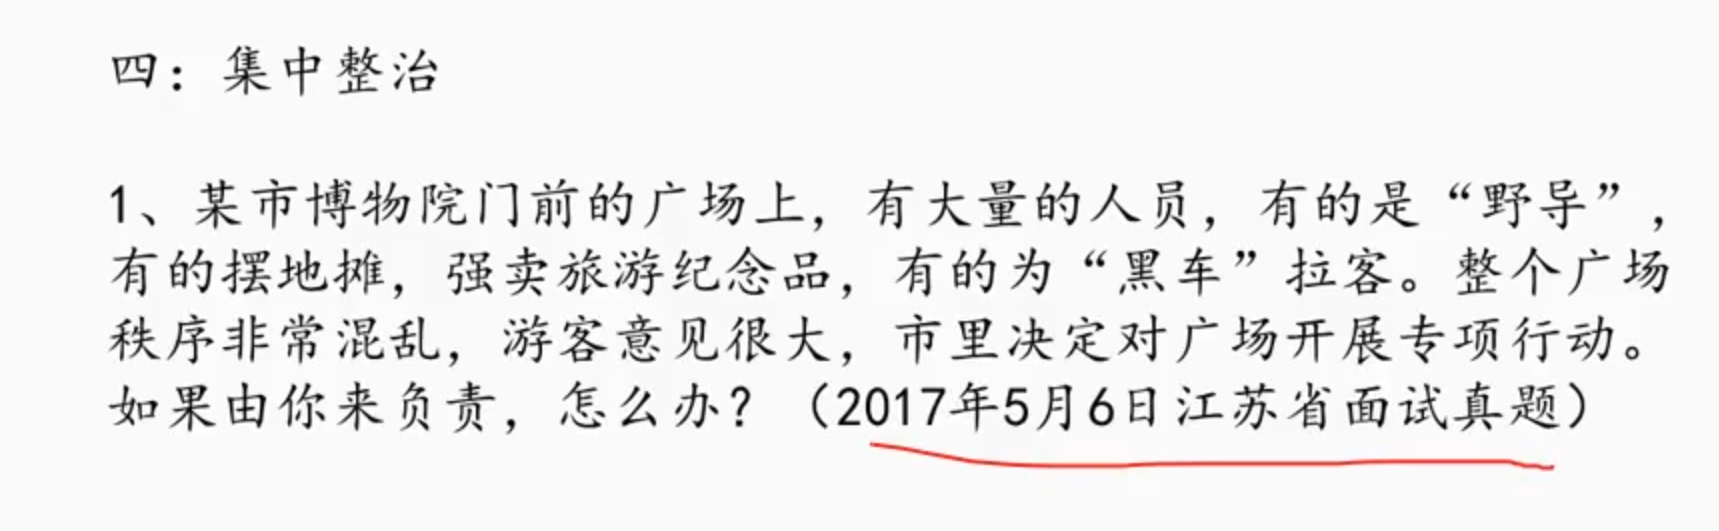 四：集中整治
1、某市博物院门前的广场上，有大量的人员，有的是“野导”，
有的摆地摊，强卖旅游纪念品，有的为“黑车”拉客。整个广场
秩序非常混乱，游客意见很大，市里决定对广场开展专项行动。
如果由你来负责，怎么办？（2017年5月6日江苏省面试真题）